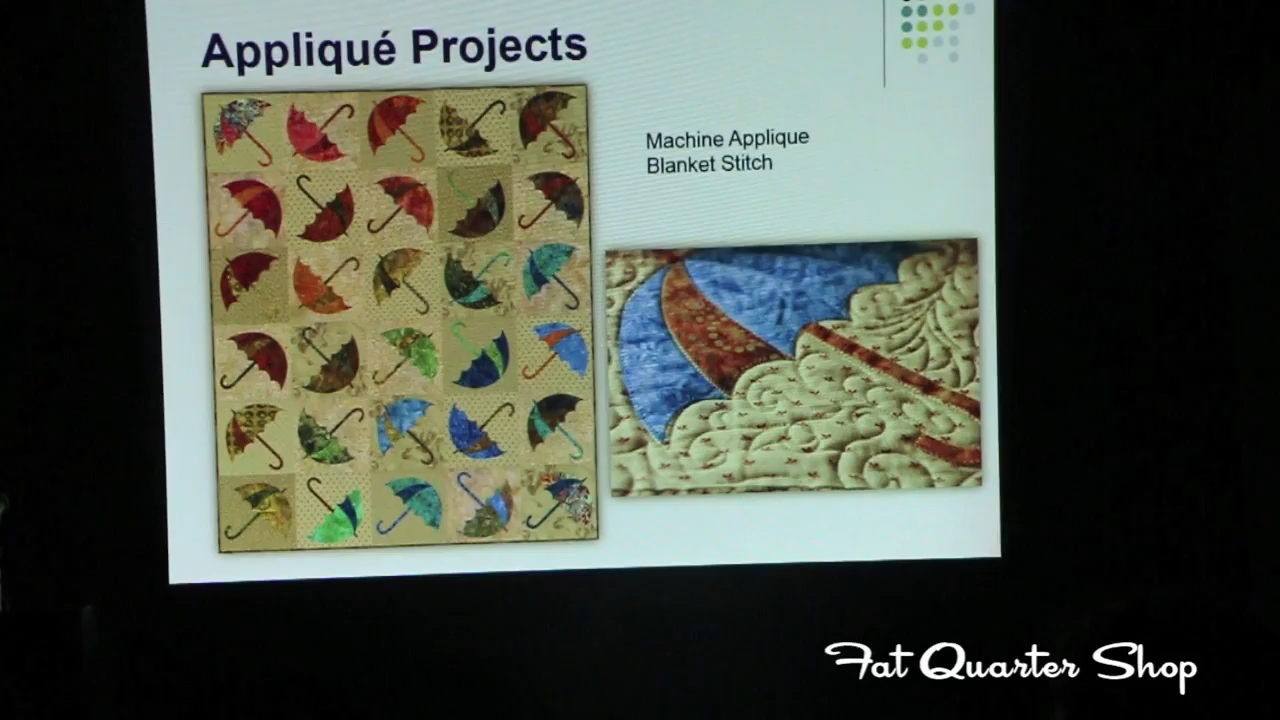 Appliqué Projects
Machine Applique
Blanket Stitch
Fat Quarter Shop